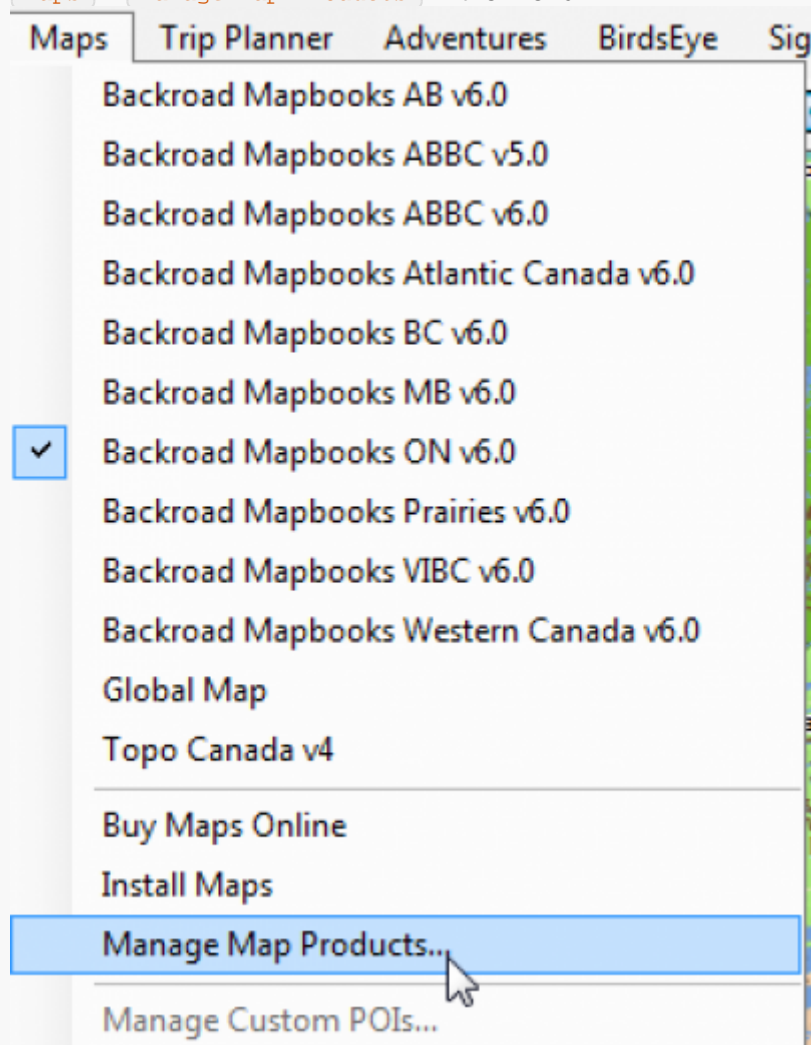 Maps Trip Planner Adventures BirdsEye Sig
Backroad Mapbooks AB v6.0
Backroad Mapbooks ABBC v5.0
Backroad Mapbooks ABBC v6.0
Backroad Mapbooks Atlantic Canada v6.0
Backroad Mapbooks BC v6.0
Backroad Mapbooks MB v6.0
Backroad Mapbooks ON v6.0
Backroad Mapbooks Prairies v6.0
Backroad Mapbooks VIBC v6.0
Backroad Mapbooks Western Canada v6.0
Global Map
Topo Canada v4
Buy Maps Online
Install Maps
Manage Map Products...
Manage Custom POIs...